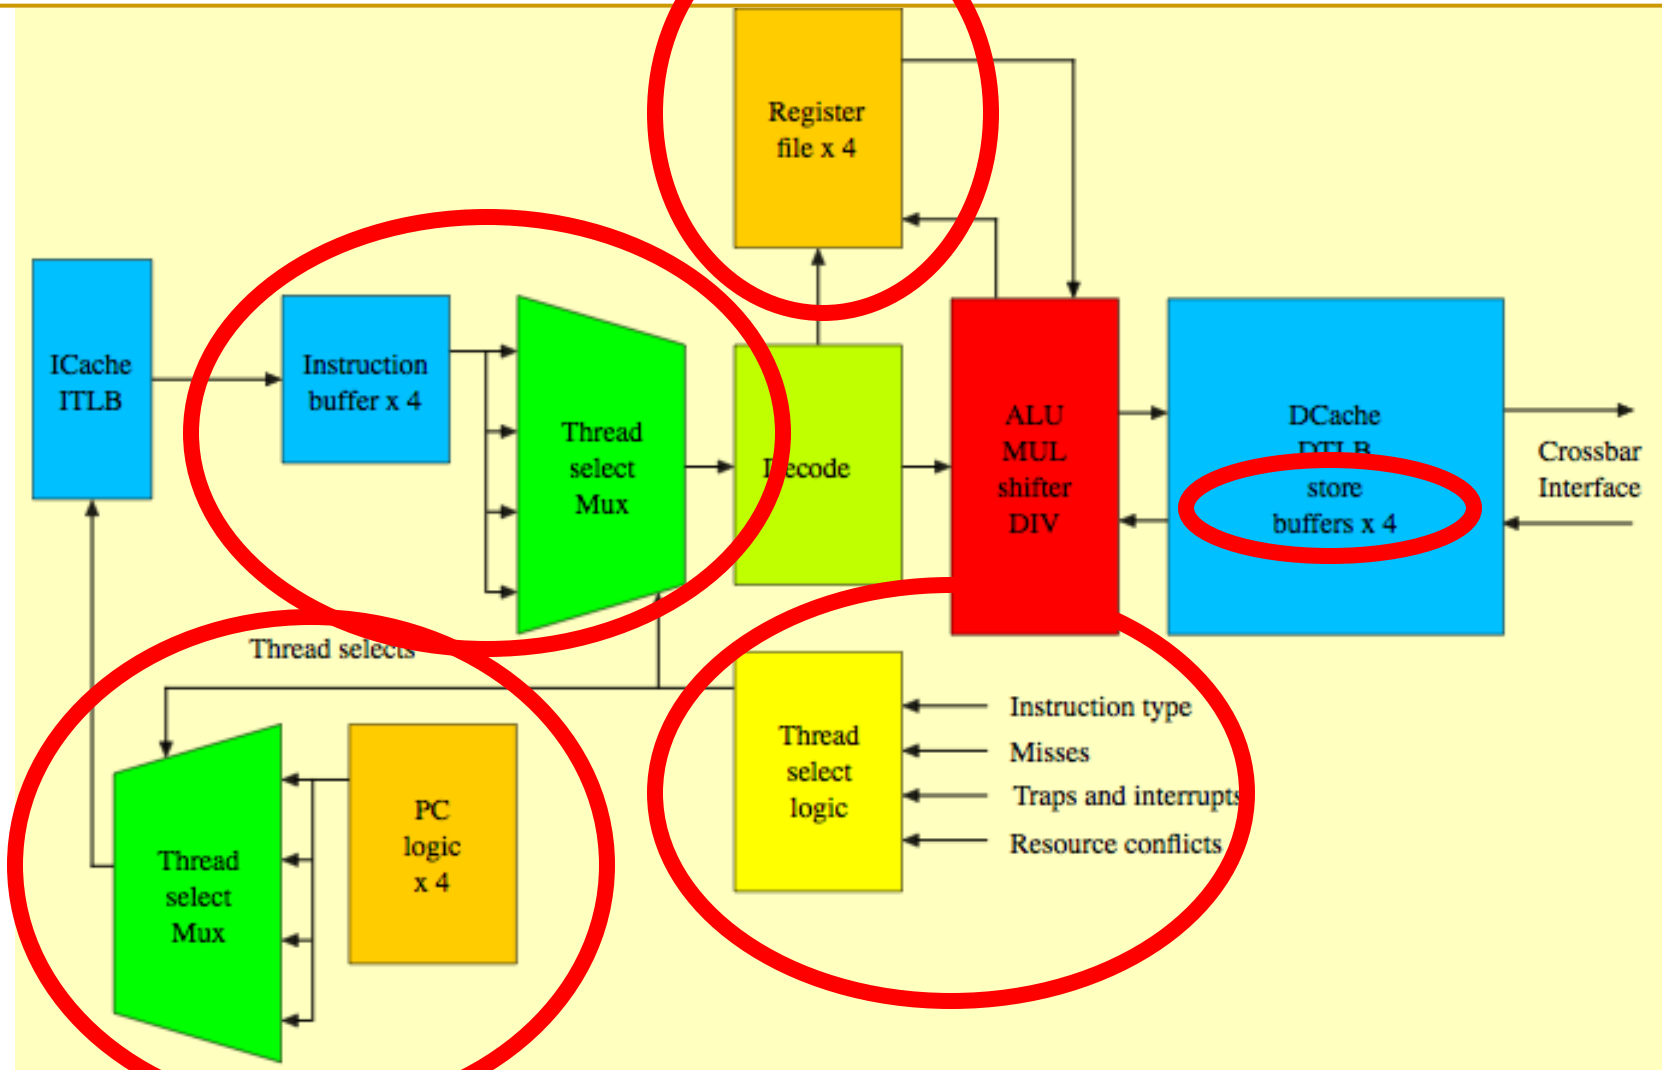 Register
file x 4
ICache
ITLB
Instruction
buffer x 4
Thread
select
Mux
Decode
ALU
MUL
shifter
DIV
DCache
DTLB
store
buffers x 4
Crossbar
Interface
Thread selects
Thread
select
Mux
PC
logic
x 4
Thread
select
logic
Instruction type
Misses
Traps and interrupts
Resource conflicts